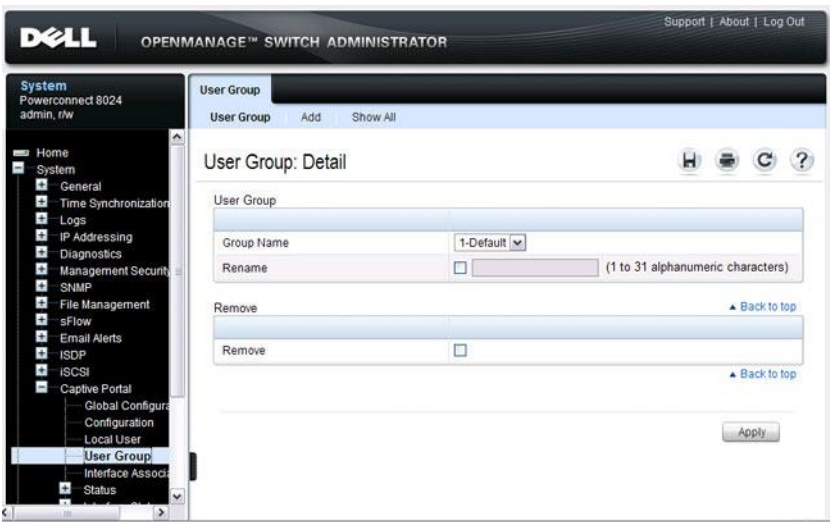 Support | About | Log Out
DELL
OPENMANAGE™ SWITCH ADMINISTRATOR
System
Powerconnect 8024
admin, r/w
Home
System
General
Time Synchronization
Logs
IP Addressing
Diagnostics
Management Security
SNMP
File Management
sFlow
Email Alerts
ISDP
iSCSI
Captive Portal
Global Configura
Configuration
Local User
User Group
Interface Associa
Status
User Group
User Group Add Show All
User Group: Detail
User Group
Group Name 1-Default
Rename (1 to 31 alphanumeric characters)
Remove Back to top
Remove
Back to top
Apply